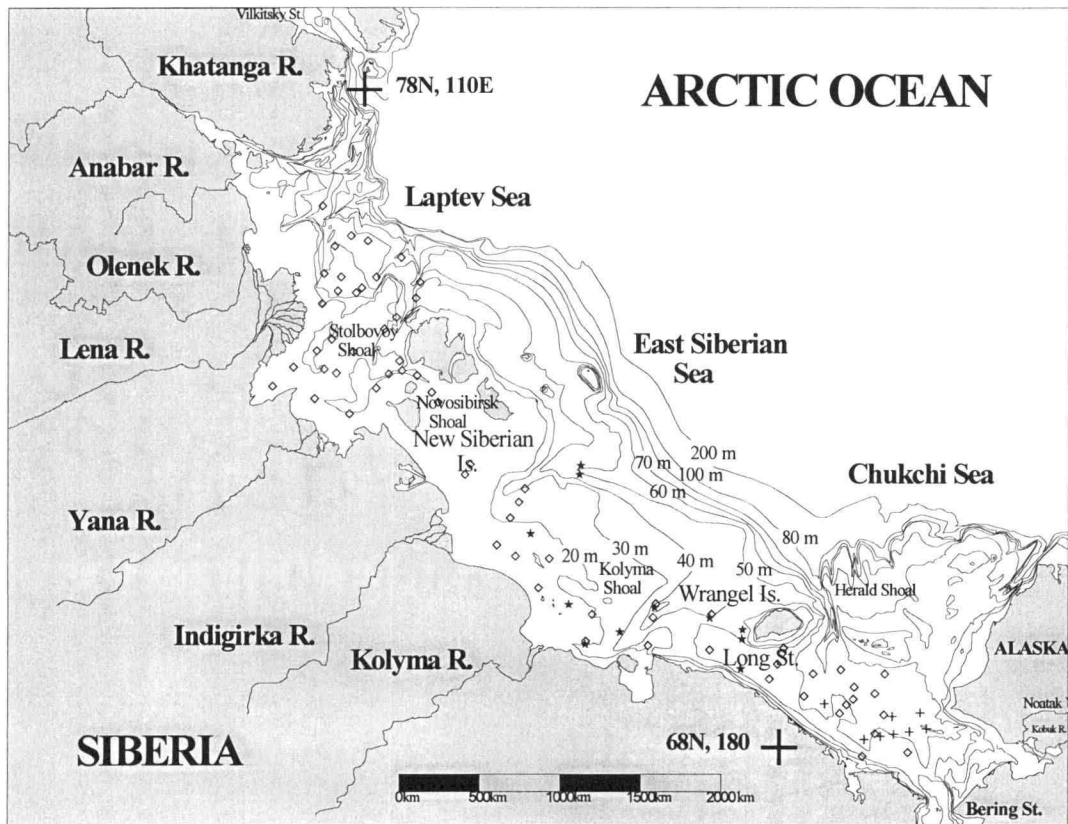 Vilkitsky St.
Khatanga R.
78N, 110E
ARCTIC OCEAN
Anabar R.
Laptev Sea
Olenek R.
Stolbovoy
Shoal
Lena R.
East Siberian
Sea
Novosibirsk
Shoal
New Siberian
Is.
200 m
70 m
100 m
60 m
Chukchi Sea
Yana R.
80 m
20 m
30 m
40 m
50 m
Kolyma
Shoal
Wrangel Is.
Herald Shoal
Indigirka R.
Kolyma R.
Long St.
ALASKA
Noatak
Kobuk R.
SIBERIA
68N, 180
0km
500km
1000km
1500km
2000 km
Bering St.